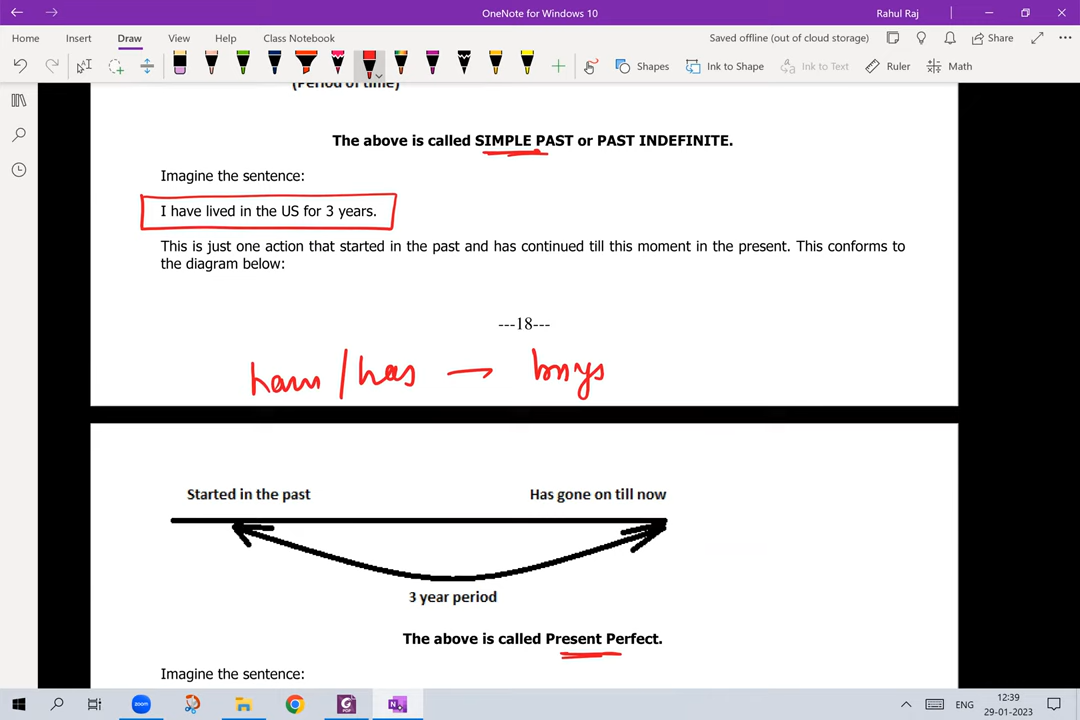 OneNote for Windows 10
Rahul Raj
Home Insert Draw View Help Class Notebook
Saved offline (out of cloud storage) Share
Shapes Ink to Shape Ink to Text Ruler Math
(Period of time)
The above is called SIMPLE PAST or PAST INDEFINITE.
Imagine the sentence:
I have lived in the US for 3 years.
This is just one action that started in the past and has continued till this moment in the present. This conforms to
the diagram below:
---18---
/ has →
Started in the past Has gone on till now
3 year period
The above is called Present Perfect.
Imagine the sentence:
zoom
PDF
N
ENG
12:39
29-01-2023